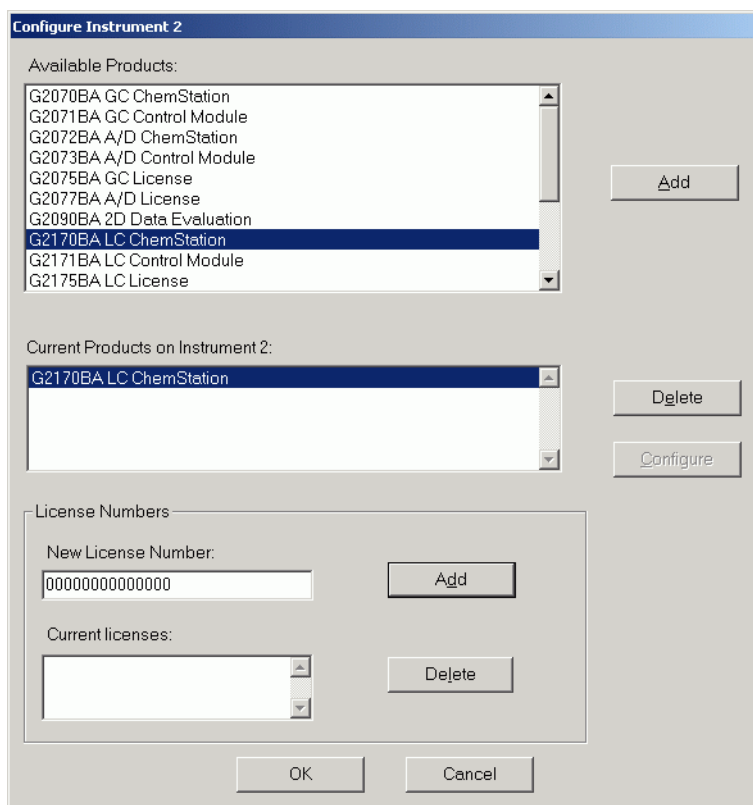 Configure Instrument 2
Available Products:
G2070BA GC ChemStation
G2071BA GC Control Module
G2072BA A/D ChemStation
G2073BA A/D Control Module
G2075BA GC License
G2077BA A/D License
G2090BA 2D Data Evaluation
G2170BA LC ChemStation
G2171BA LC Control Module
G2175BA LC License
Add
Current Products on Instrument 2:
G2170BA LC ChemStation
Delete
Configure
License Numbers
New License Number:
00000000000000
Add
Current licenses:
Delete
OK
Cancel